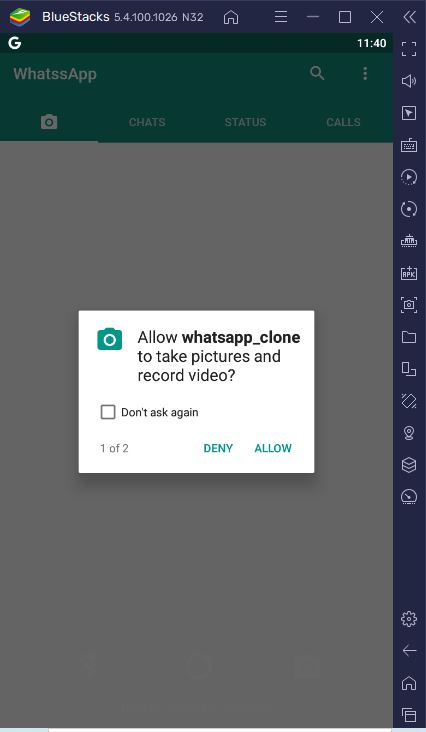 BlueStacks 5.4.100.1026 N32
G 11:40
WhatssApp
CHATS STATUS CALLS
Allow whatsapp_clone
to take pictures and
record video?
Don't ask again
1 of 2 DENY ALLOW
RPK